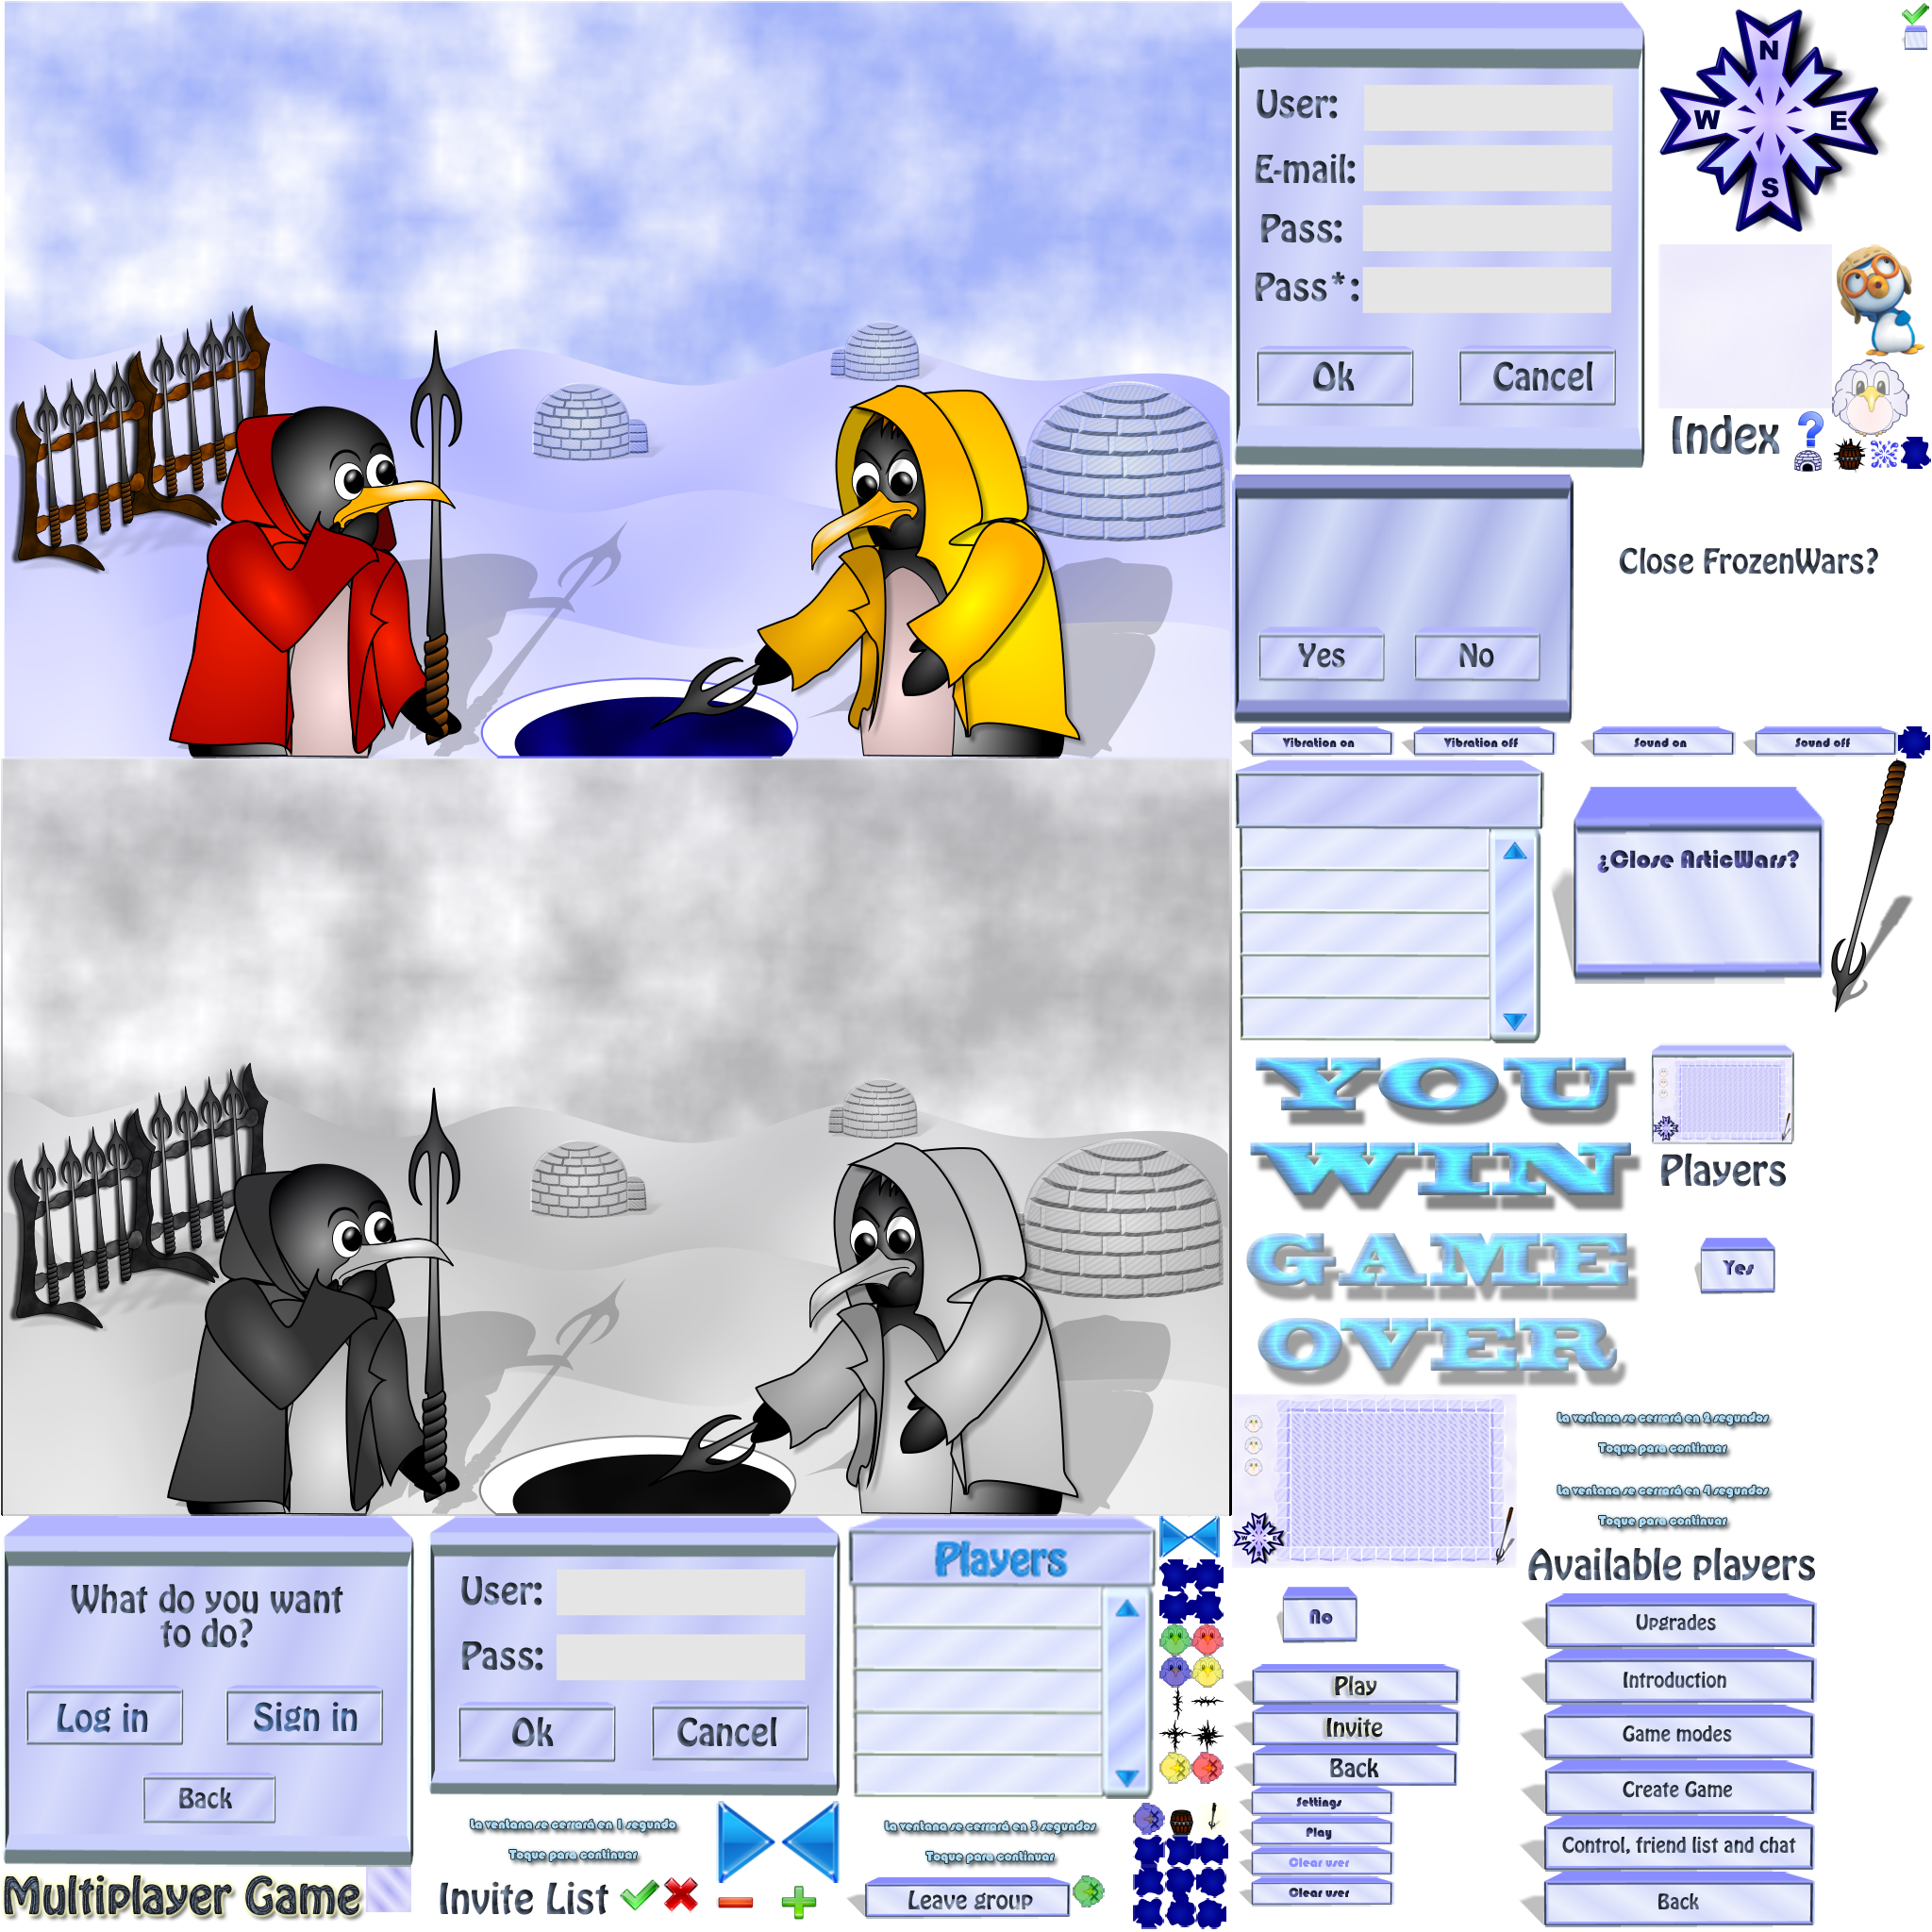 User:
E-mail:
Pass:
Pass*:
Ok
Cancel
N
W
E
S
Index
?
Close FrozenWars?
Yes
No
Vibration on
Vibration off
Sound on
Sound off
¿Close ArticWars?
YOU
WIN
GAME
OVER
Players
Yes
La ventana se cerrará en 2 segundos
Toque para continuar
La ventana se cerrará en 4 segundos
Toque para continuar
Available players
What do you want
to do?
Log in
Sign in
Back
Multiplayer Game
User:
Pass:
Ok
Cancel
La ventana se cerrará en 1 segundo
Toque para continuar
Invite List
Players
La ventana se cerrará en 3 segundos
Toque para continuar
Leave group
No
Play
Invite
Back
Settings
Play
Clear user
Clear user
Upgrades
Introduction
Game modes
Create Game
Control, friend list and chat
Back